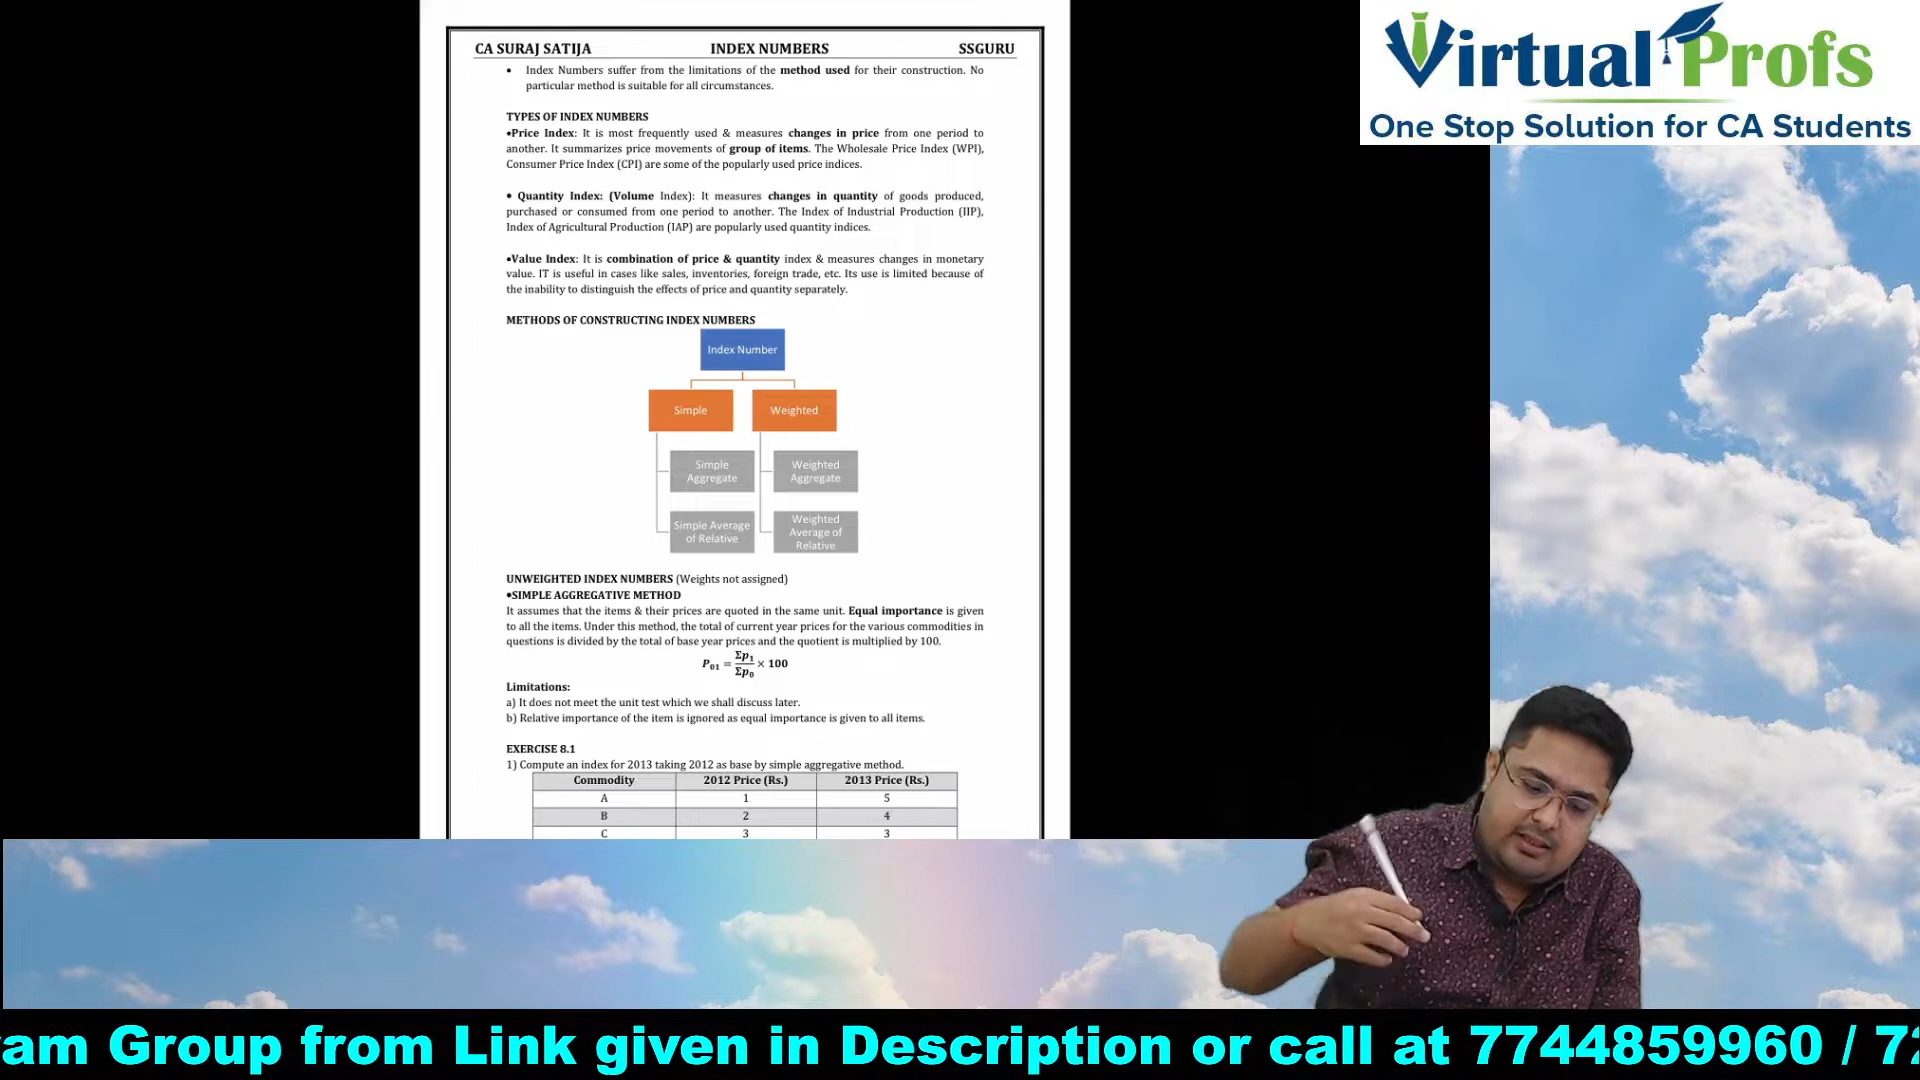 CA SURAJ SATIJA INDEX NUMBERS SSGURU
• Index Numbers suffer from the limitations of the method used for their construction. No
particular method is suitable for all circumstances.
TYPES OF INDEX NUMBERS
•Price Index: It is most frequently used & measures changes in price from one period to
another. It summarizes price movements of group of items. The Wholesale Price Index (WPI),
Consumer Price Index (CPI) are some of the popularly used price indices.
• Quantity Index: (Volume Index): It measures changes in quantity of goods produced,
purchased or consumed from one period to another. The Index of Industrial Production (IIP),
Index of Agricultural Production (IAP) are popularly used quantity indices.
•Value Index: It is combination of price & quantity index & measures changes in monetary
value. IT is useful in cases like sales, inventories, foreign trade, etc. Its use is limited because of
the inability to distinguish the effects of price and quantity separately.
METHODS OF CONSTRUCTING INDEX NUMBERS
Index Number
Simple Weighted
Simple
Aggregate
Weighted
Aggregate
Simple Average
of Relative
Weighted
Average of
Relative
UNWEIGHTED INDEX NUMBERS (Weights not assigned)
•SIMPLE AGGREGATIVE METHOD
It assumes that the items & their prices are quoted in the same unit. Equal importance is given
to all the items. Under this method, the total of current year prices for the various commodities in
questions is divided by the total of base year prices and the quotient is multiplied by 100.
P₀₁ = Σp₁/Σp₀ × 100
Limitations:
a) It does not meet the unit test which we shall discuss later.
b) Relative importance of the item is ignored as equal importance is given to all items.
EXERCISE 8.1
1) Compute an index for 2013 taking 2012 as base by simple aggregative method.
Commodity 2012 Price (Rs.) 2013 Price (Rs.)
A 1 5
B 2 4
C 3 3
Virtual Profs
One Stop Solution for CA Students
am Group from Link given in Description or call at 7744859960 / 72